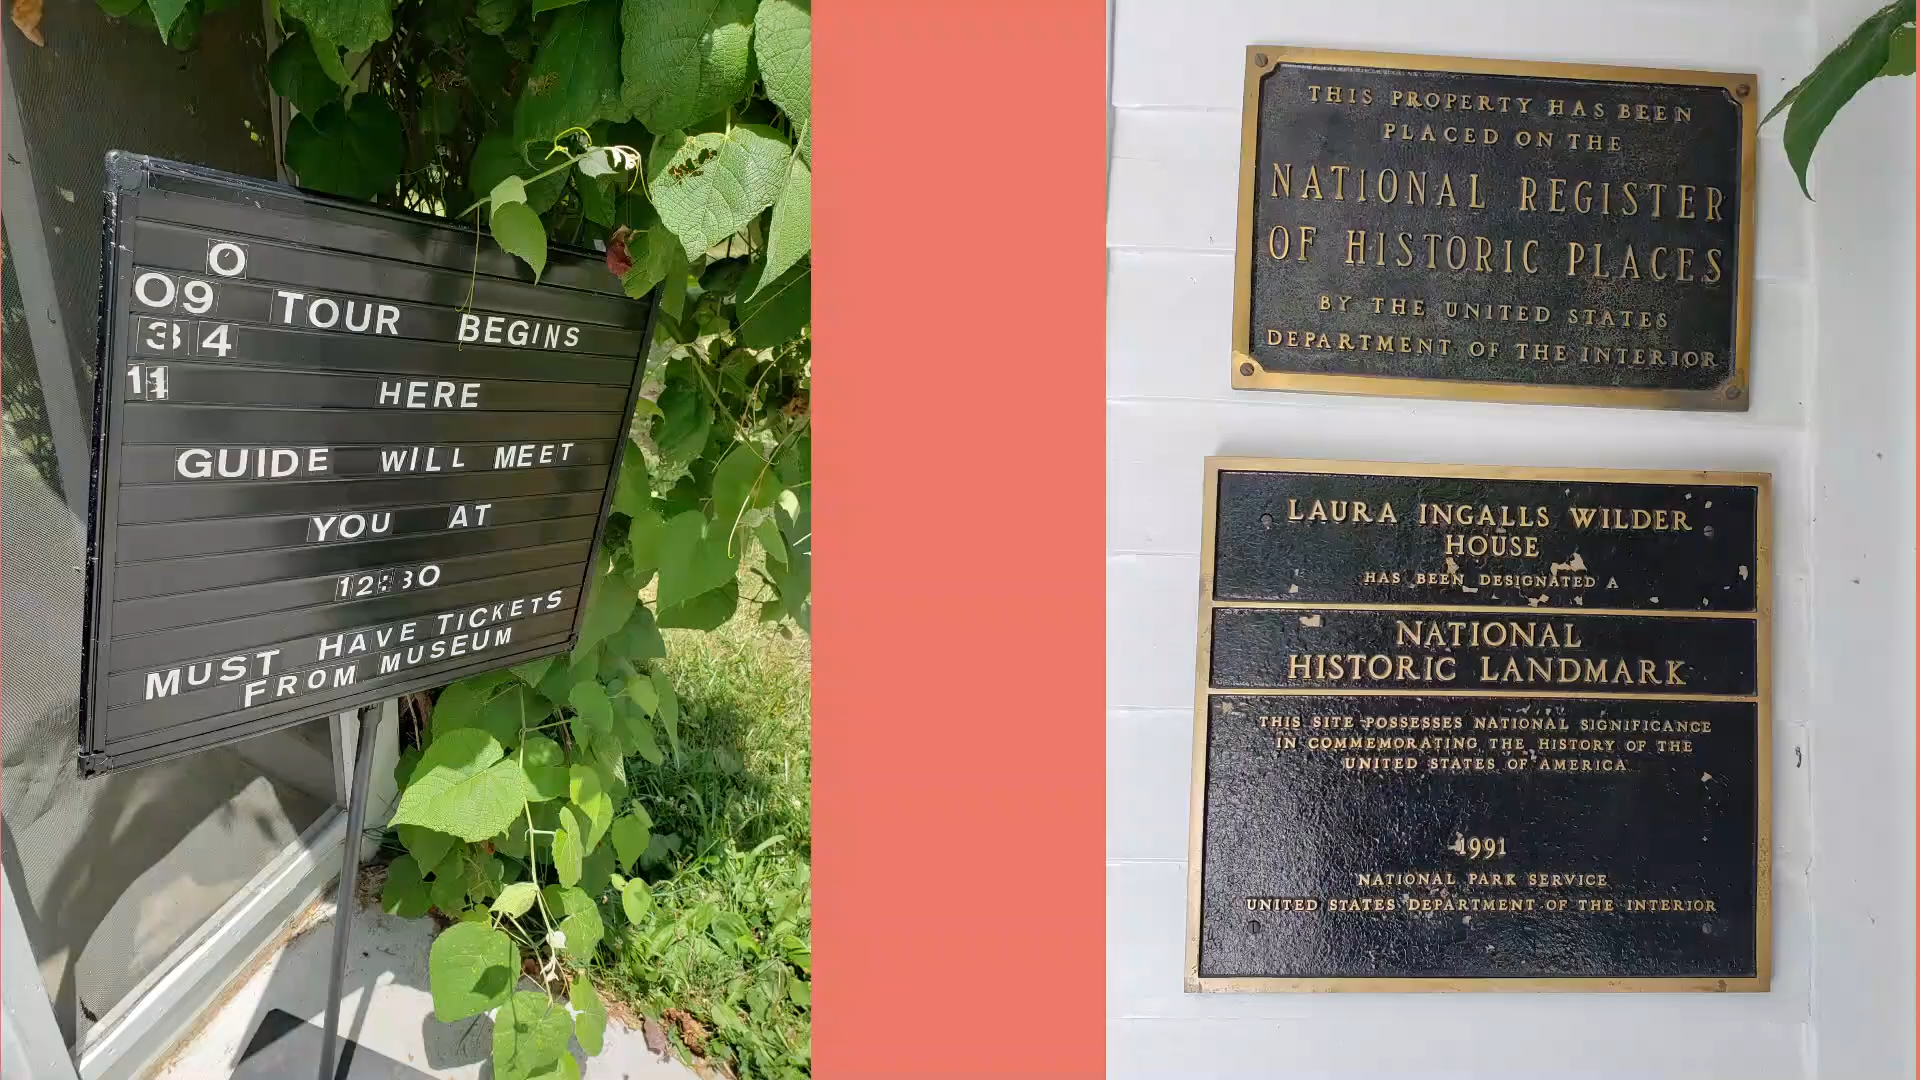 0
09 TOUR BEGINS
34
11 HERE
GUIDE WILL MEET
YOU AT
12:30
MUST HAVE TICKETS
FROM MUSEUM
THIS PROPERTY HAS BEEN
PLACED ON THE
NATIONAL REGISTER
OF HISTORIC PLACES
BY THE UNITED STATES
DEPARTMENT OF THE INTERIOR
LAURA INGALLS WILDER
HOUSE
HAS BEEN DESIGNATED A
NATIONAL
HISTORIC LANDMARK
THIS SITE POSSESSES NATIONAL SIGNIFICANCE
IN COMMEMORATING THE HISTORY OF THE
UNITED STATES OF AMERICA
1991
NATIONAL PARK SERVICE
UNITED STATES DEPARTMENT OF THE INTERIOR